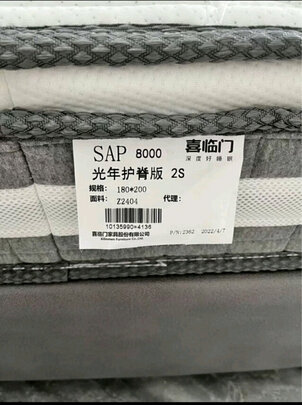 SAP 8000
喜临门
深度好睡眠
光年护脊版 2S
规格: 180*200
面料: Z2404 代理:
10135990#4136
喜临门家具股份有限公司
P/N:2362 2022/4/7